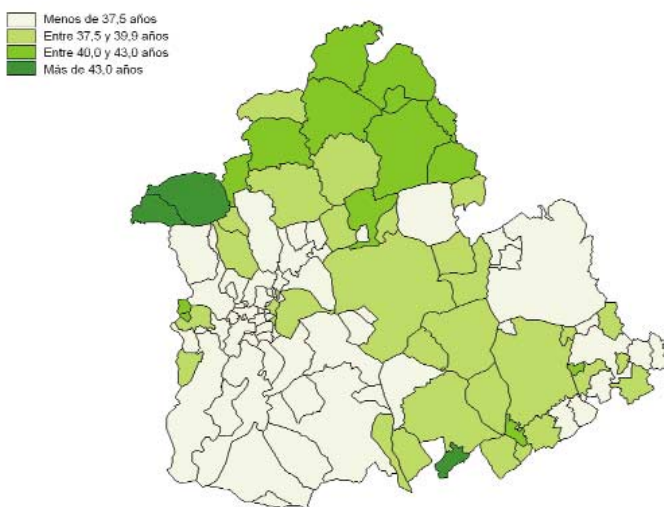 Menos de 37,5 años
Entre 37,5 y 39,9 años
Entre 40,0 y 43,0 años
Más de 43,0 años